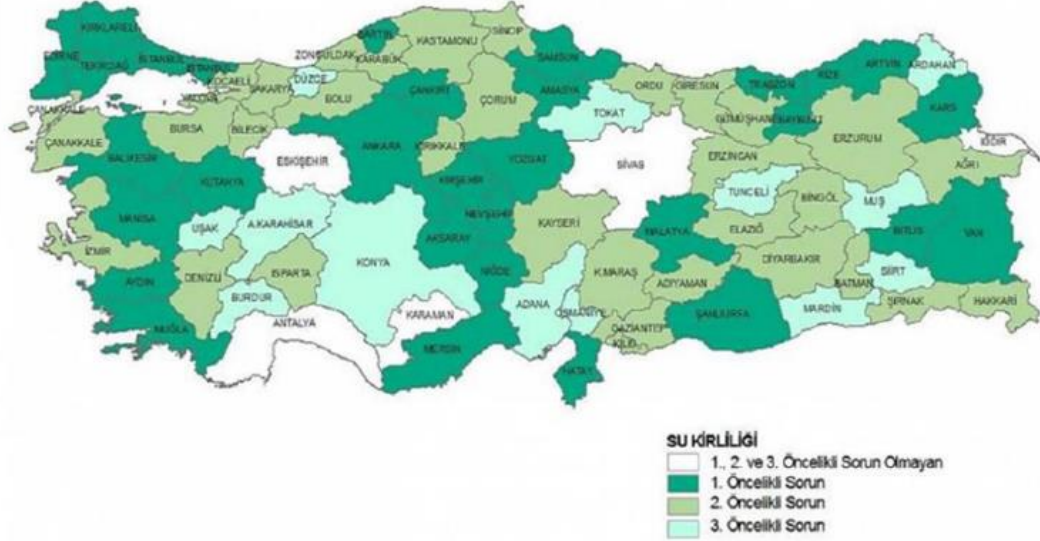 KIRKLARELİ
EDİRNE
TEKİRDAĞ
İSTANBUL
İSTANBUL
KOCAELİ
YALOVA
SAKARYA
DÜZCE
ZONGULDAK
BARTIN
KARABÜK
KASTAMONU
SİNOP
SAMSUN
BOLU
ÇANKIRI
ÇORUM
AMASYA
TOKAT
ORDU
GİRESUN
TRABZON
RİZE
ARTVİN
ARDAHAN
GÜMÜŞHANE
BAYBURT
KARS
IĞDIR
ERZURUM
AĞRI
ÇANAKKALE
ÇANAKKALE
BURSA
BİLECİK
ESKİŞEHİR
ANKARA
KIRIKKALE
YOZGAT
SİVAS
ERZİNCAN
TUNCELİ
BİNGÖL
MUŞ
BALIKESİR
KÜTAHYA
KIRŞEHİR
NEVŞEHİR
KAYSERİ
MALATYA
ELAZIĞ
BİTLİS
VAN
MANİSA
UŞAK
A.KARAHİSAR
AKSARAY
DİYARBAKIR
BATMAN
SİİRT
İZMİR
AYDIN
DENİZLİ
ISPARTA
KONYA
NİĞDE
ADANA
K.MARAŞ
ADIYAMAN
MARDİN
ŞIRNAK
HAKKARİ
BURDUR
ANTALYA
KARAMAN
OSMANİYE
GAZİANTEP
ŞANLIURFA
MUĞLA
MERSİN
KİLİS
HATAY
SU KİRLİLİĞİ
1., 2. ve 3. Öncelikli Sorun Olmayan
1. Öncelikli Sorun
2. Öncelikli Sorun
3. Öncelikli Sorun